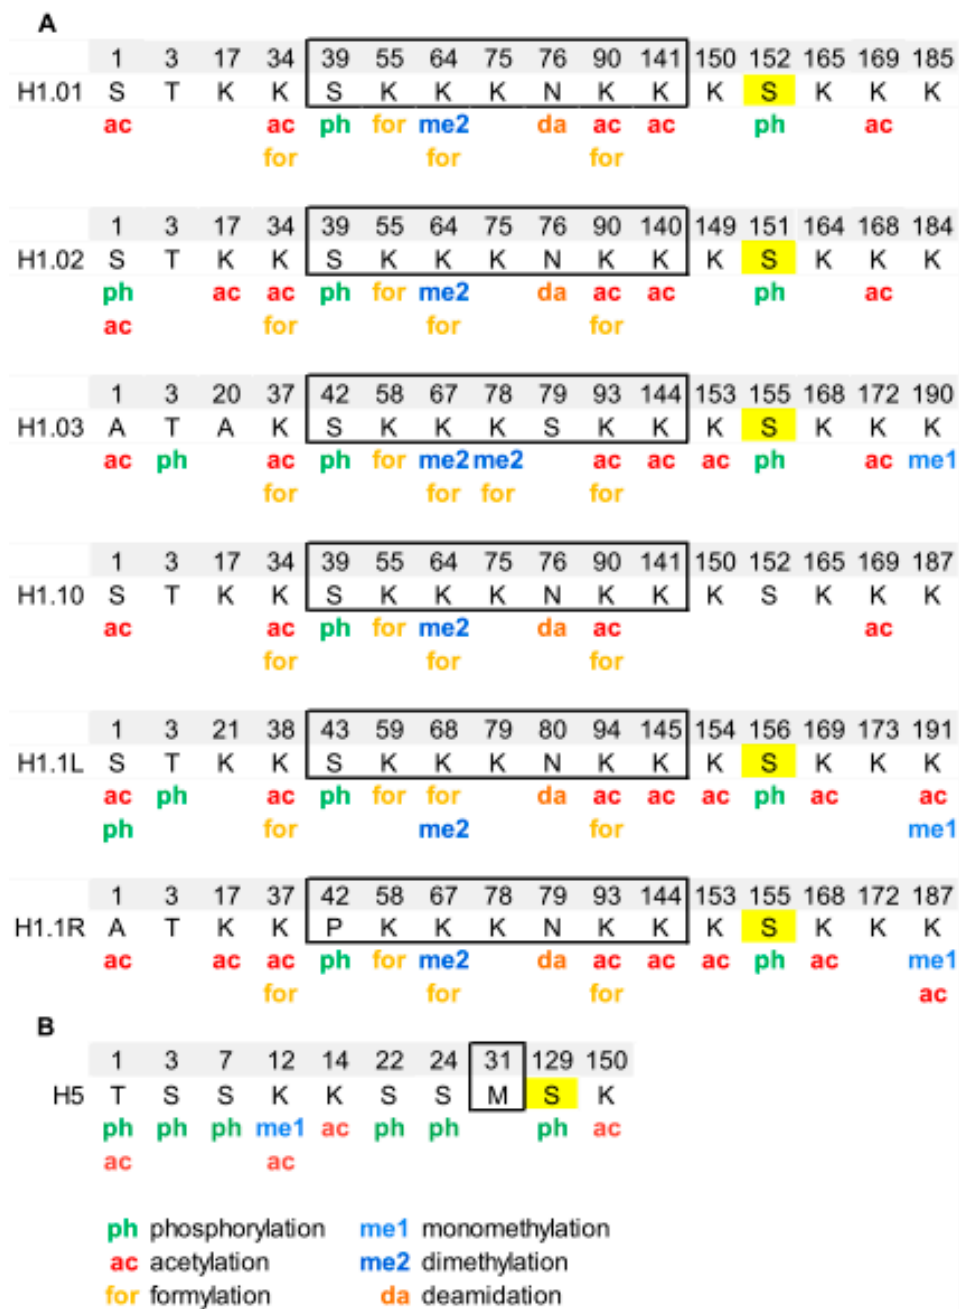 A
1 3 17 34 39 55 64 75 76 90 141 150 152 165 169 185
H1.01 S T K K S K K K N K K K S K K K
ac ac ph for me2 da ac ac ph ac
for for for
1 3 17 34 39 55 64 75 76 90 140 149 151 164 168 184
H1.02 S T K K S K K K N K K K S K K K
ph ac ac ph for me2 da ac ac ph ac
ac for for for
1 3 20 37 42 58 67 78 79 93 144 153 155 168 172 190
H1.03 A T A K S K K K S K K K S K K K
ac ph ac ph for me2 me2 ac ac ac ph ac me1
for for for for
1 3 17 34 39 55 64 75 76 90 141 150 152 165 169 187
H1.10 S T K K S K K K N K K K S K K K
ac ac ph for me2 da ac ac
for for for
1 3 21 38 43 59 68 79 80 94 145 154 156 169 173 191
H1.1L S T K K S K K K N K K K S K K K
ac ph ac ph for for da ac ac ac ph ac ac
ph for me2 for me1
1 3 17 37 42 58 67 78 79 93 144 153 155 168 172 187
H1.1R A T K K P K K K N K K K S K K K
ac ac ac ph for me2 da ac ac ac ph ac me1
for for for ac
B
1 3 7 12 14 22 24 31 129 150
H5 T S S K K S S M S K
ph ph ph me1 ac ph ph ph ac
ac ac
ph phosphorylation me1 monomethylation
ac acetylation me2 dimethylation
for formylation da deamidation